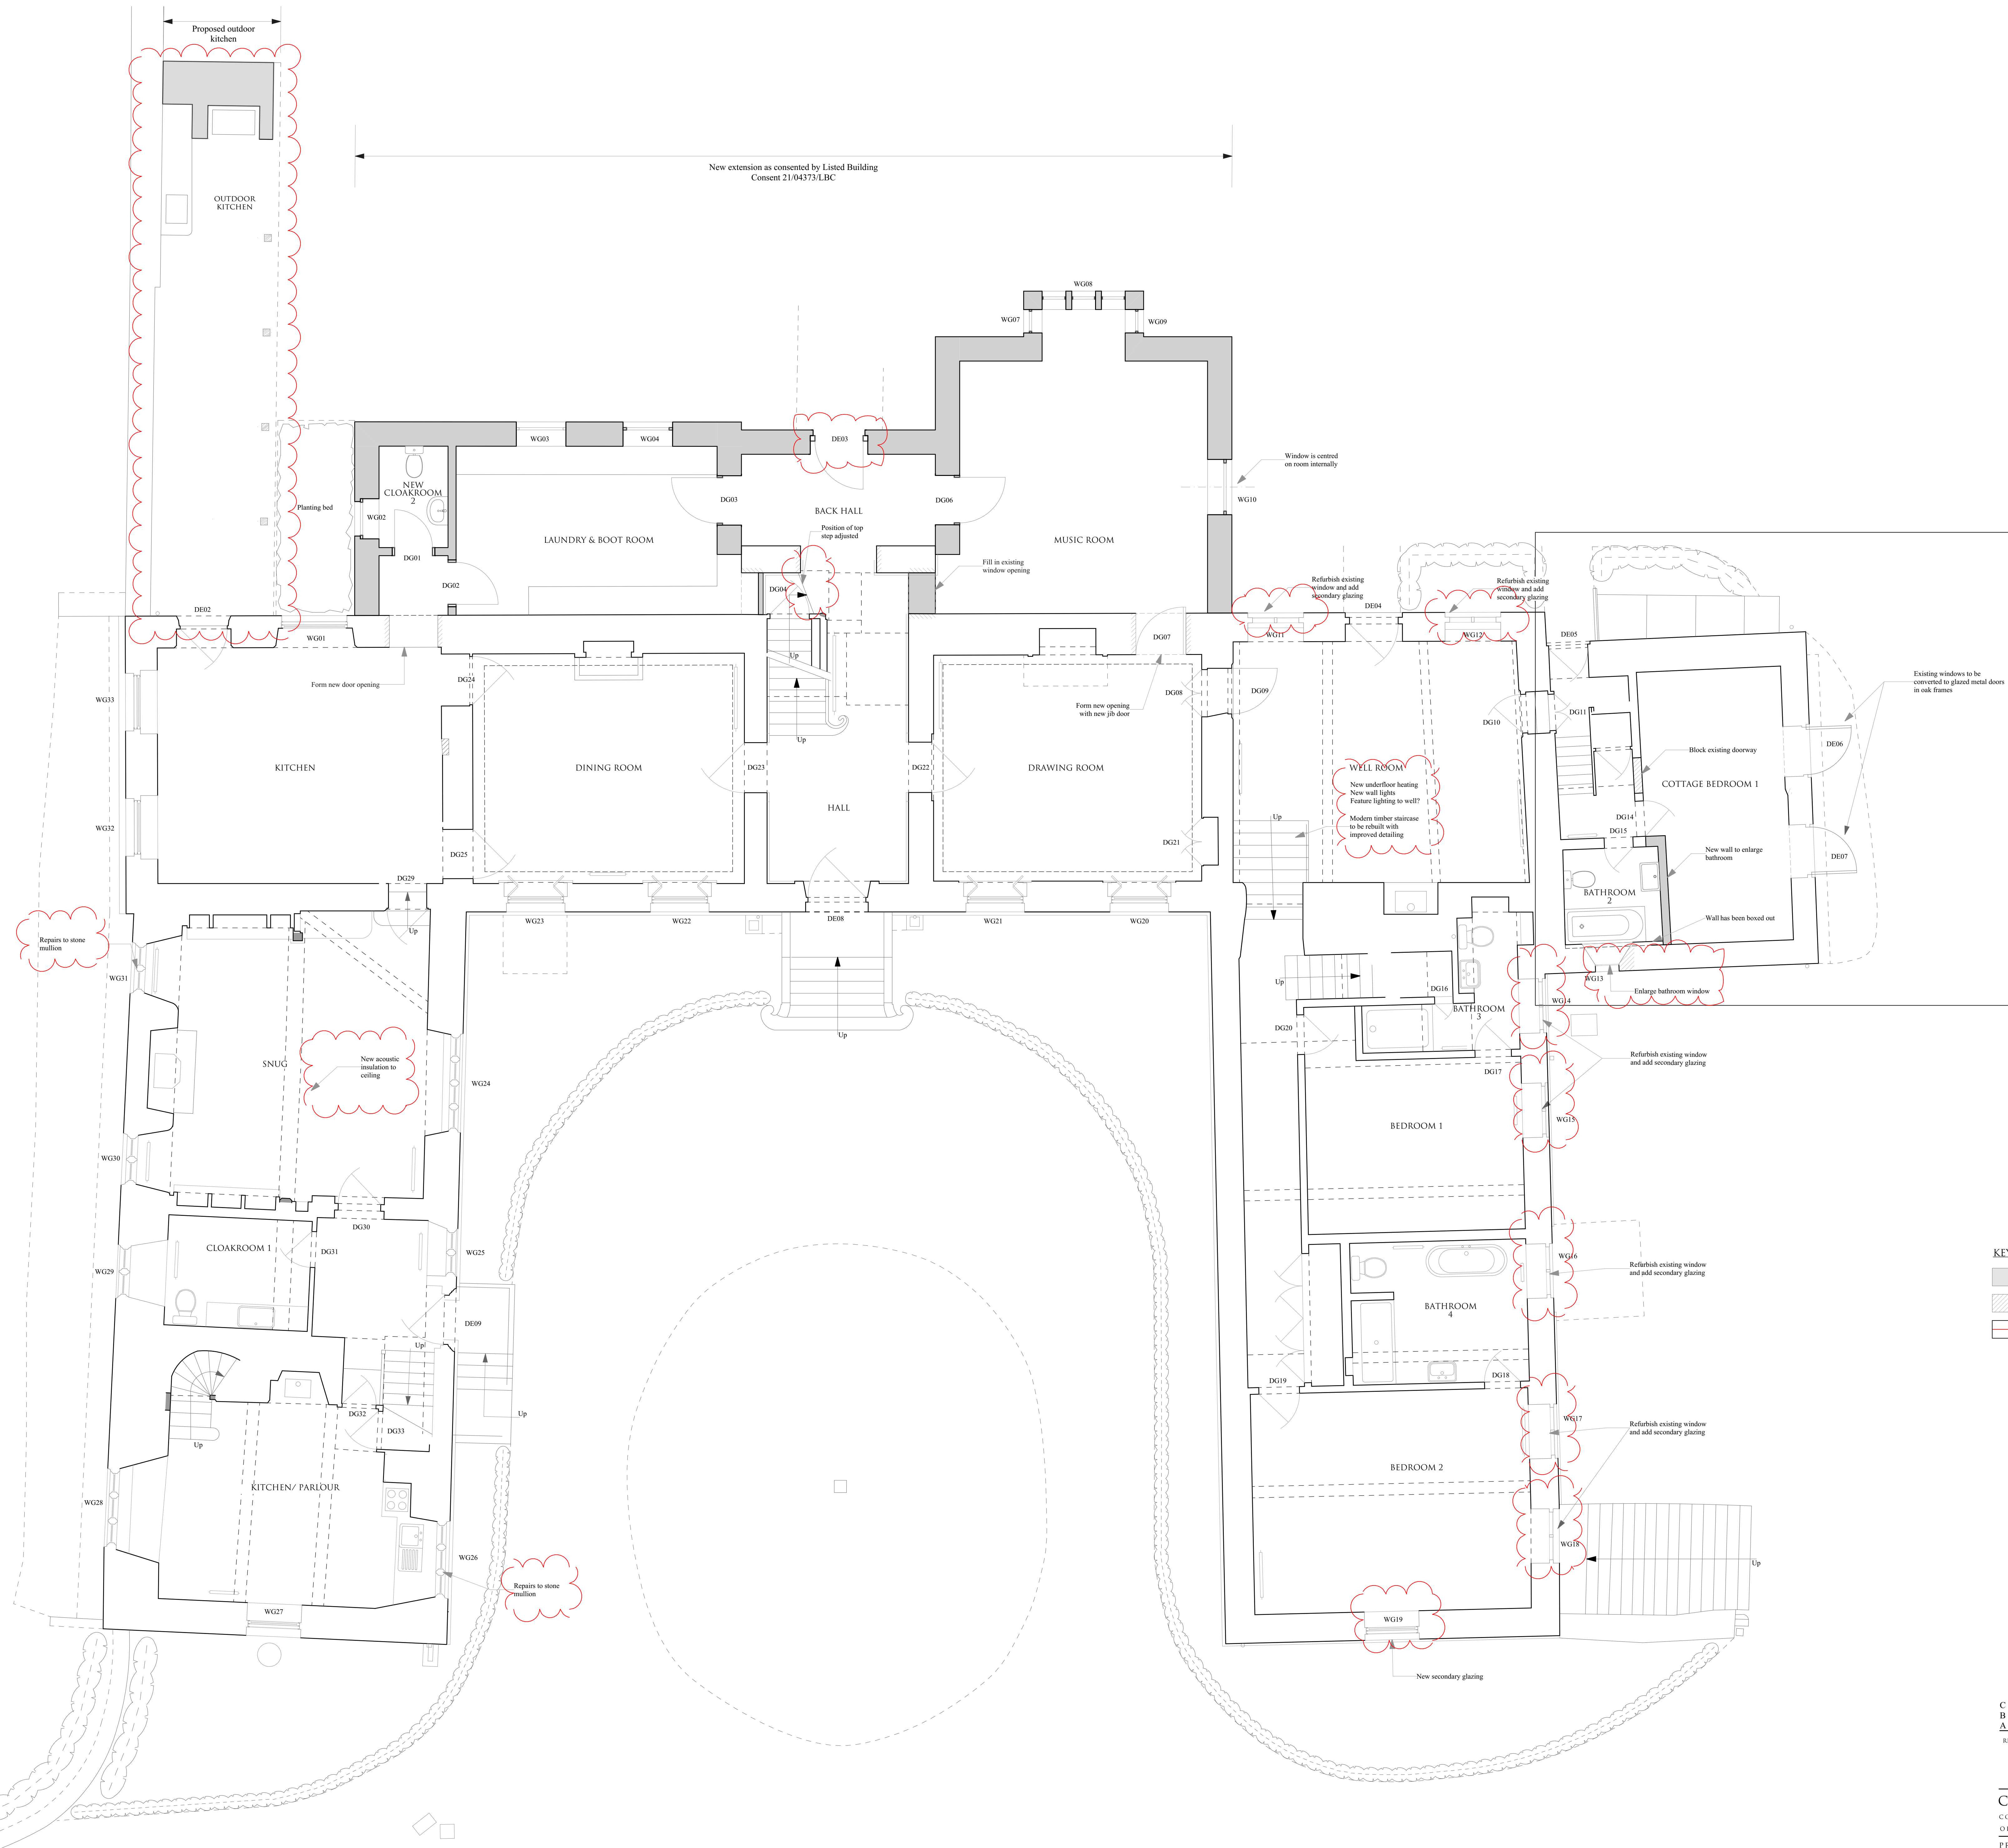 Proposed outdoor
kitchen
New extension as consented by Listed Building
Consent 21/04373/LBC
OUTDOOR
KITCHEN
WG08
WG07
WG09
WG03
WG04
DE03
NEW
CLOAKROOM
2
DG03
DG06
WG10
Window is centred
on room internally
Planting bed
WG02
BACK HALL
Position of top
step adjusted
LAUNDRY & BOOT ROOM
MUSIC ROOM
DG01
DG02
DG04
Fill in existing
window opening
Refurbish existing
window and add
secondary glazing
Refurbish existing
window and add
secondary glazing
DE02
DE04
WG01
DG07
WG11
WG12
DE05
Up
Form new door opening
DG24
DG08
DG09
WG33
Form new opening
with new jib door
DG10
DG11
Existing windows to be
converted to glazed metal doors
in oak frames
Up
DE06
Block existing doorway
KITCHEN
DINING ROOM
DG23
DG22
DRAWING ROOM
WELL ROOM
New underfloor heating
New wall lights
Feature lighting to well?
Modern timber staircase
to be rebuilt with
improved detailing
COTTAGE BEDROOM 1
HALL
Up
DG14
DG15
WG32
DG21
New wall to enlarge
bathroom
DE07
DG25
DG29
BATHROOM
2
Wall has been boxed out
WG23
WG22
DE08
WG21
WG20
Up
Repairs to stone
mullion
WG31
Up
DG16
WG13
Enlarge bathroom window
WG14
BATHROOM
3
Up
DG20
SNUG
New acoustic
insulation to
ceiling
WG24
Refurbish existing window
and add secondary glazing
DG17
WG15
BEDROOM 1
WG30
DG30
CLOAKROOM 1
DG31
WG25
WG29
WG16
Refurbish existing window
and add secondary glazing
KEY
BATHROOM
4
DE09
Up
DG19
DG18
DG32
DG33
Up
Up
WG17
Refurbish existing window
and add secondary glazing
BEDROOM 2
KITCHEN/ PARLOUR
WG28
WG26
WG18
Up
Repairs to stone
mullion
WG27
WG19
New secondary glazing
C
B
A
C
P R